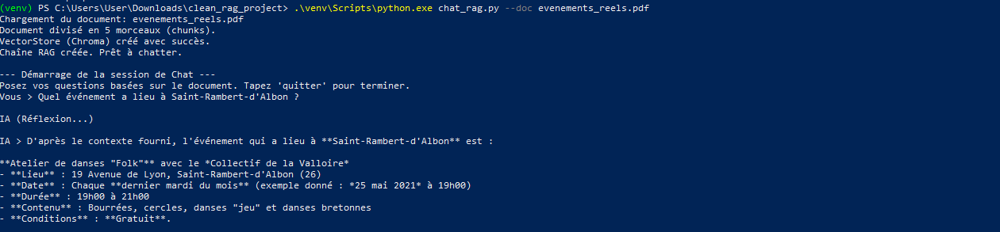 (venv) PS C:\Users\User\Downloads\clean_rag_project> .\venv\Scripts\python.exe chat_rag.py --doc evenements_reels.pdf
Chargement du document: evenements_reels.pdf
Document divisé en 5 morceaux (chunks).
VectorStore (Chroma) créé avec succès.
Chaîne RAG créée. Prêt à chatter.
--- Démarrage de la session de Chat ---
Posez vos questions basées sur le document. Tapez 'quitter' pour terminer.
Vous > Quel événement a lieu à Saint-Rambert-d'Albon ?
IA (Réflexion...)
IA > D'après le contexte fourni, l'événement qui a lieu à **Saint-Rambert-d'Albon** est :
**Atelier de danses "Folk"** avec le *Collectif de la Valloire*
- **Lieu** : 19 Avenue de Lyon, Saint-Rambert-d'Albon (26)
- **Date** : Chaque **dernier mardi du mois** (exemple donné : *25 mai 2021* à 19h00)
- **Durée** : 19h00 à 21h00
- **Contenu** : Bourrées, cercles, danses "jeu" et danses bretonnes
- **Conditions** : **Gratuit**.